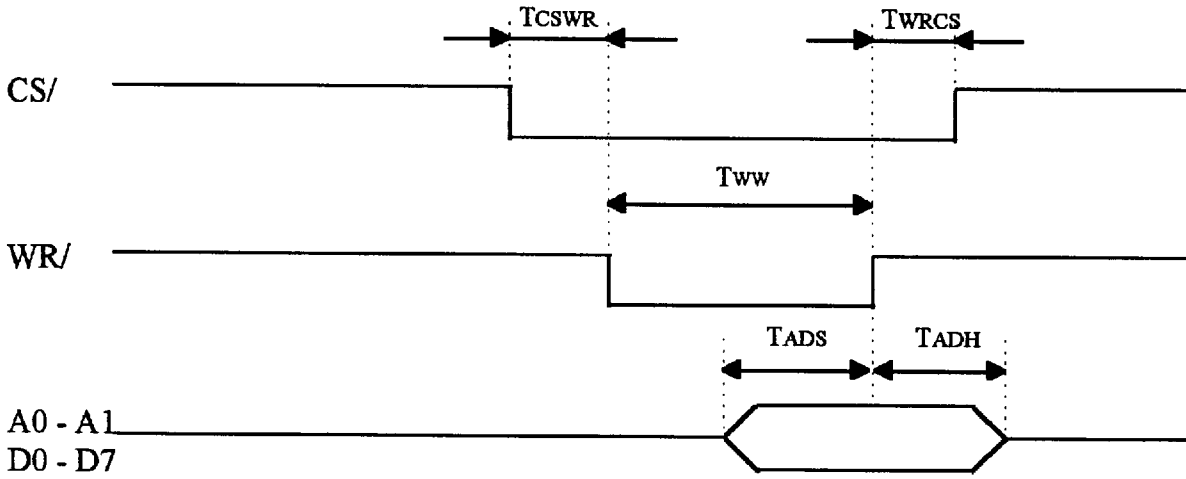 TCSWR
TWRCS
CS/
TWW
WR/
TADS
TADH
A0 - A1
D0 - D7